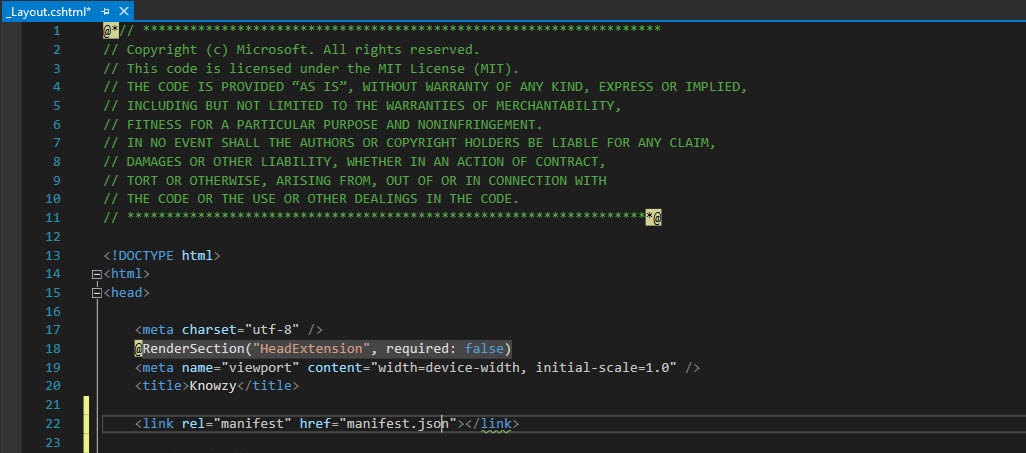 _Layout.cshtml*
1 @*// ******************************************************************
2 // Copyright (c) Microsoft. All rights reserved.
3 // This code is licensed under the MIT License (MIT).
4 // THE CODE IS PROVIDED “AS IS”, WITHOUT WARRANTY OF ANY KIND, EXPRESS OR IMPLIED,
5 // INCLUDING BUT NOT LIMITED TO THE WARRANTIES OF MERCHANTABILITY,
6 // FITNESS FOR A PARTICULAR PURPOSE AND NONINFRINGEMENT.
7 // IN NO EVENT SHALL THE AUTHORS OR COPYRIGHT HOLDERS BE LIABLE FOR ANY CLAIM,
8 // DAMAGES OR OTHER LIABILITY, WHETHER IN AN ACTION OF CONTRACT,
9 // TORT OR OTHERWISE, ARISING FROM, OUT OF OR IN CONNECTION WITH
10 // THE CODE OR THE USE OR OTHER DEALINGS IN THE CODE.
11 // *******************************************************************@
12
13 <!DOCTYPE html>
14 <html>
15 <head>
16
17 <meta charset="utf-8" />
18 @RenderSection("HeadExtension", required: false)
19 <meta name="viewport" content="width=device-width, initial-scale=1.0" />
20 <title>Knowzy</title>
21
22 <link rel="manifest" href="manifest.json"></link>
23